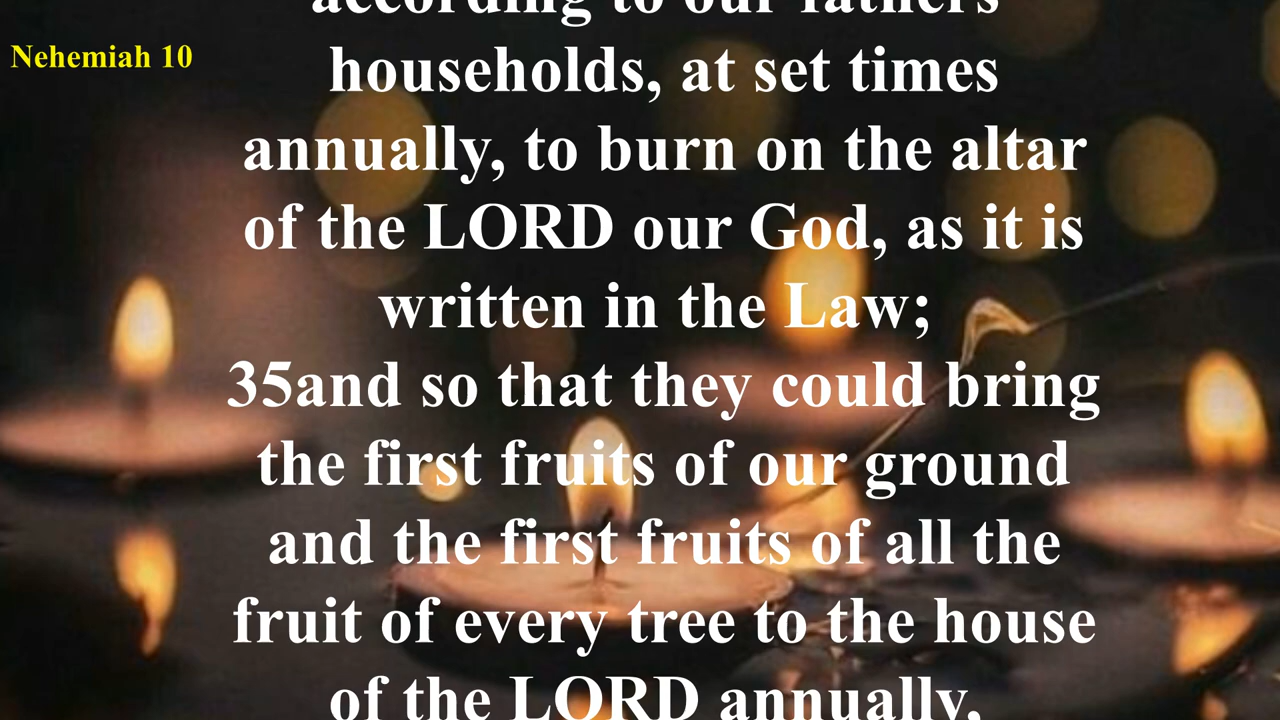 Nehemiah 10
according to our fathers'
households, at set times
annually, to burn on the altar
of the LORD our God, as it is
written in the Law;
35and so that they could bring
the first fruits of our ground
and the first fruits of all the
fruit of every tree to the house
of the LORD annually,